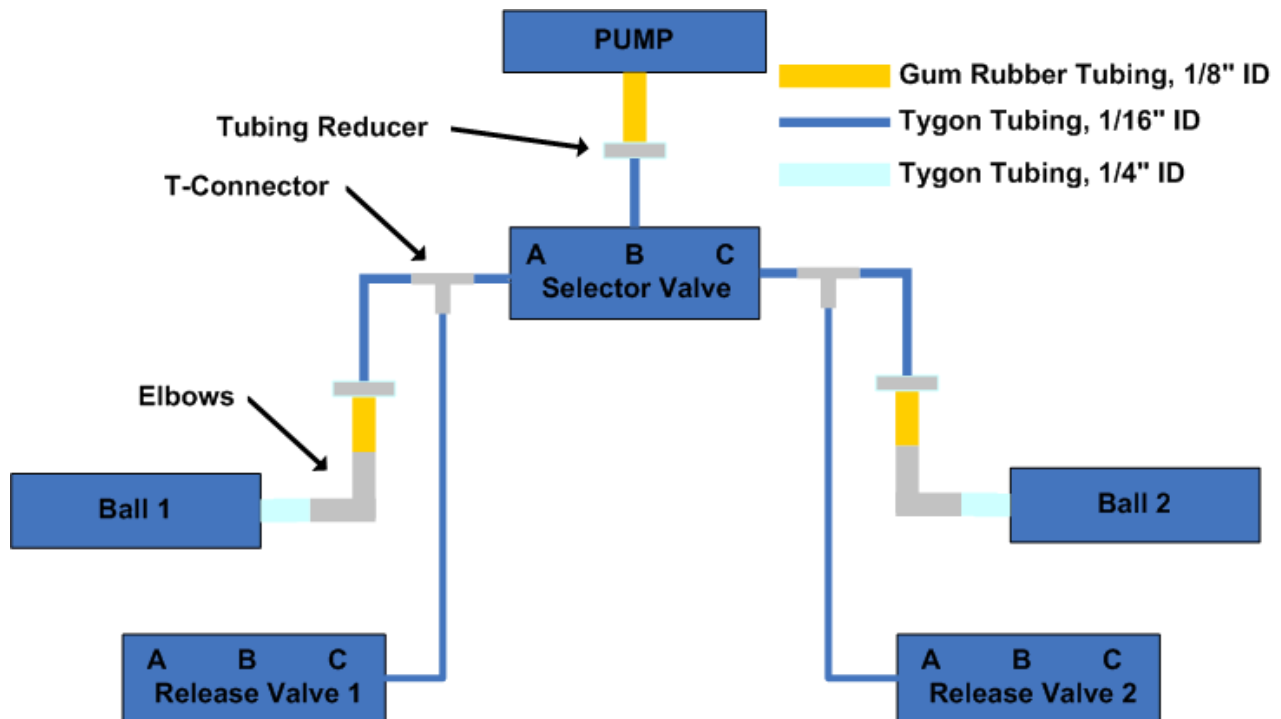 PUMP
Gum Rubber Tubing, 1/8" ID
Tygon Tubing, 1/16" ID
Tygon Tubing, 1/4" ID
Tubing Reducer
T-Connector
A B C
Selector Valve
Elbows
Ball 1
Ball 2
A B C
Release Valve 1
A B C
Release Valve 2